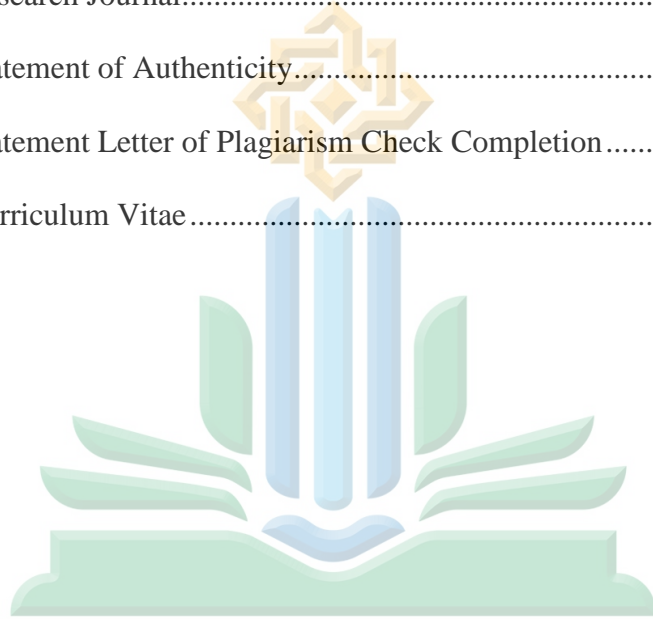 search Journal......................................................
atement of Authenticity........................................
atement Letter of Plagiarism Check Completion......
rriculum Vitae.....................................................